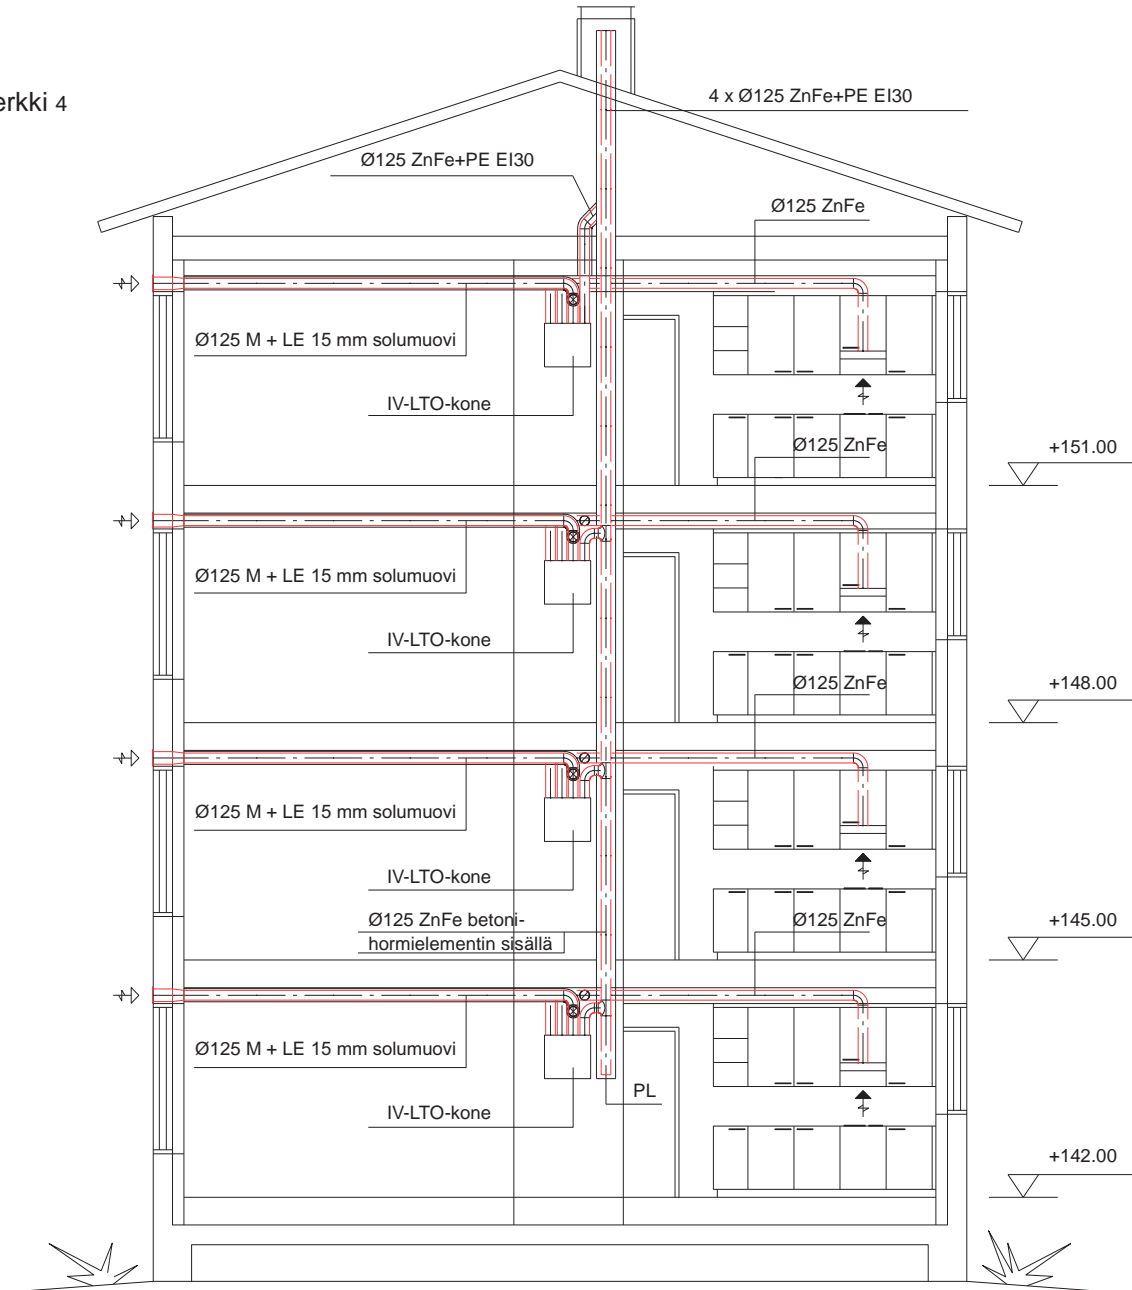 erkki 4
4 x Ø125 ZnFe+PE EI30
Ø125 ZnFe+PE EI30
Ø125 ZnFe
Ø125 M + LE 15 mm solumuovi
IV-LTO-kone
Ø125 ZnFe
+151.00
Ø125 M + LE 15 mm solumuovi
IV-LTO-kone
Ø125 ZnFe
+148.00
Ø125 M + LE 15 mm solumuovi
IV-LTO-kone
Ø125 ZnFe betoni-
hormielementin sisällä
Ø125 ZnFe
+145.00
Ø125 M + LE 15 mm solumuovi
IV-LTO-kone
PL
+142.00